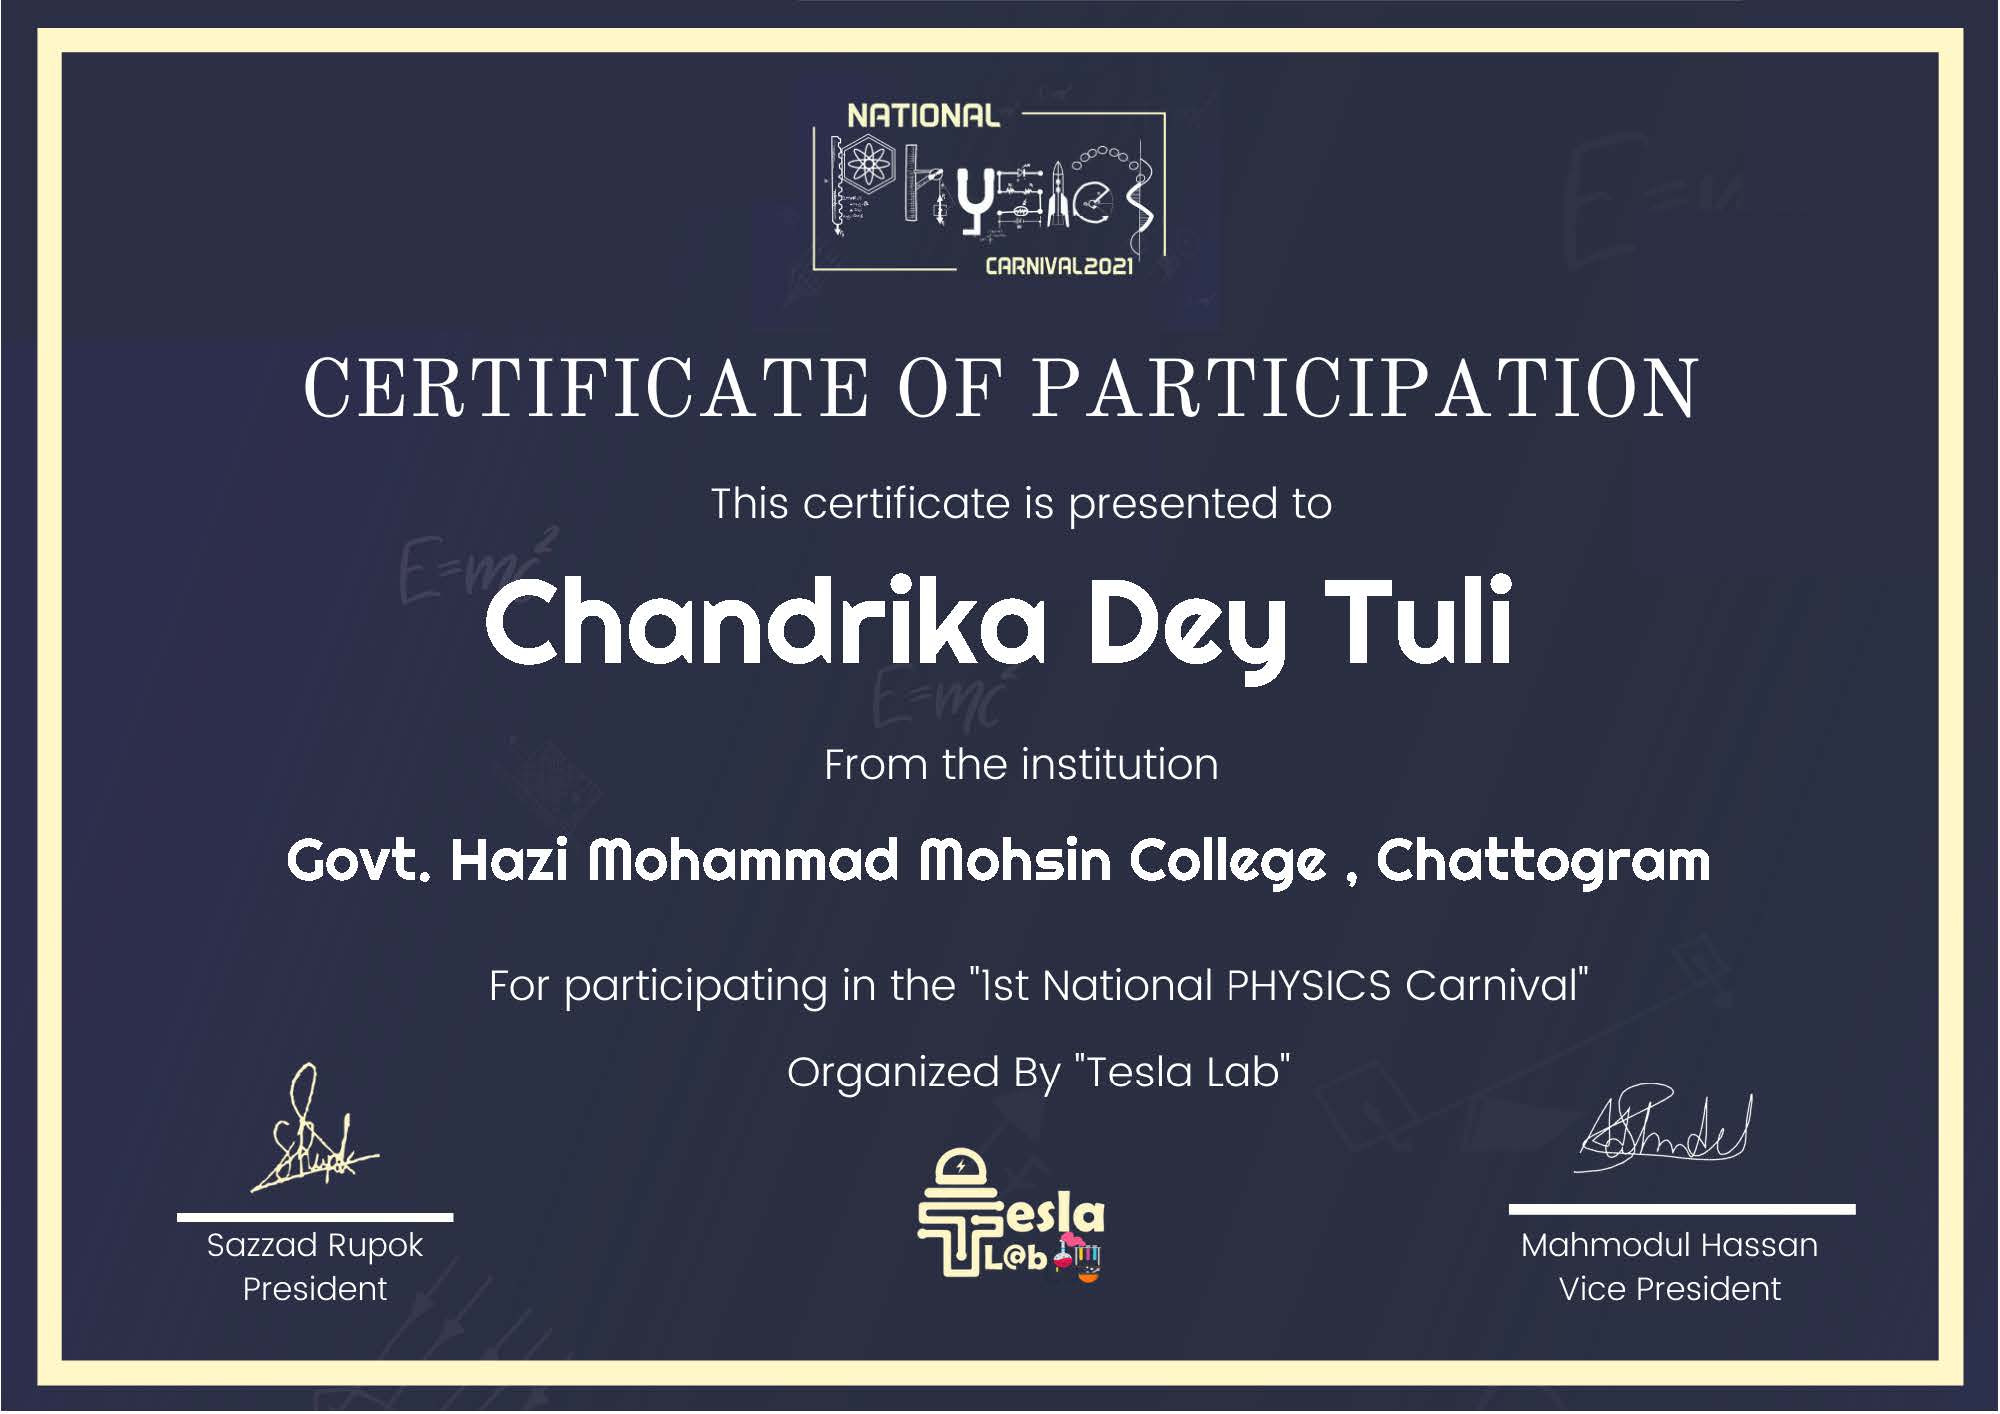 NATIONAL
Physics
CARNIVAL2021
CERTIFICATE OF PARTICIPATION
This certificate is presented to
E=mc²
Chandrika Dey Tuli
E=mc²
From the institution
Govt. Hazi Mohammad Mohsin College , Chattogram
For participating in the "1st National PHYSICS Carnival"
Organized By "Tesla Lab"
Tesla
L@b
Sazzad Rupok
President
Mahmodul Hassan
Vice President